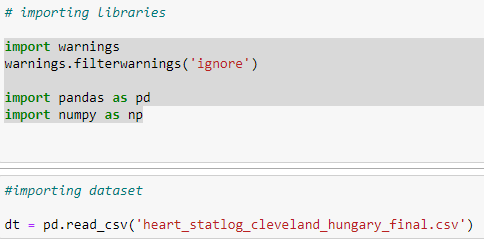 # importing libraries
import warnings
warnings.filterwarnings('ignore')
import pandas as pd
import numpy as np
#importing dataset
dt = pd.read_csv('heart_statlog_cleveland_hungary_final.csv')